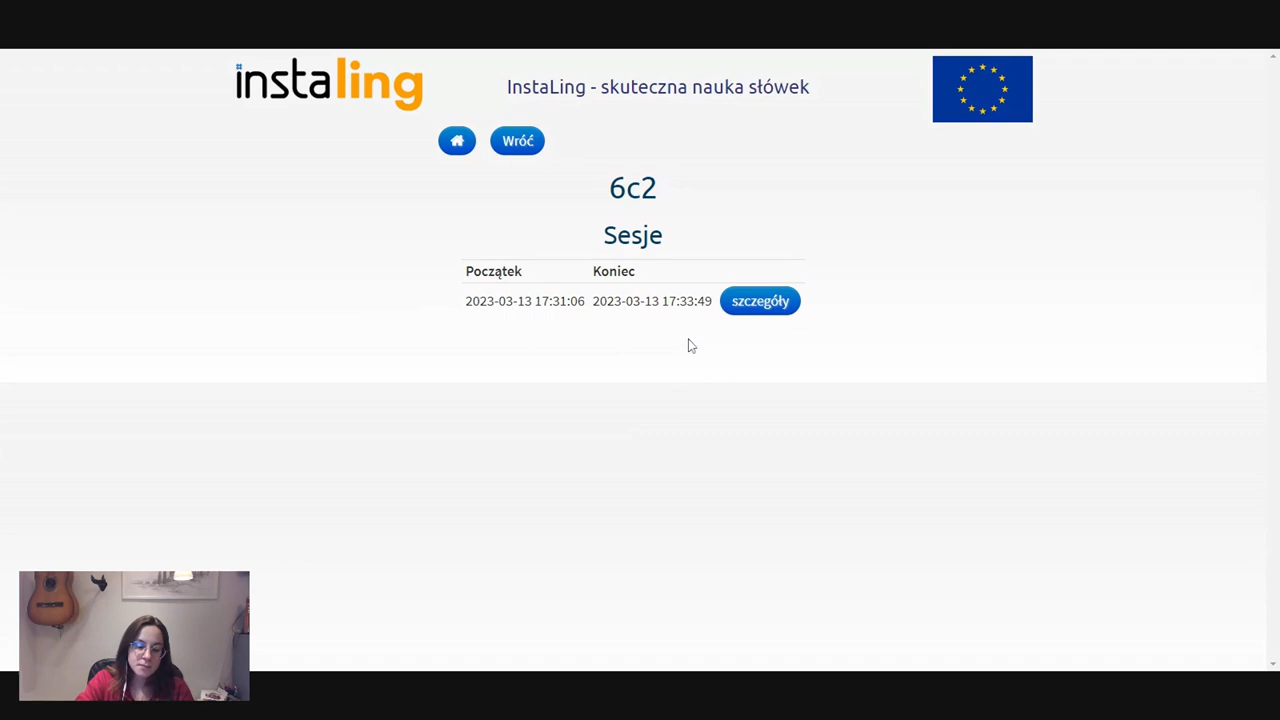 instaling
InstaLing - skuteczna nauka słówek
Wróć
6c2
Sesje
Początek Koniec
2023-03-13 17:31:06 2023-03-13 17:33:49 szczegóły